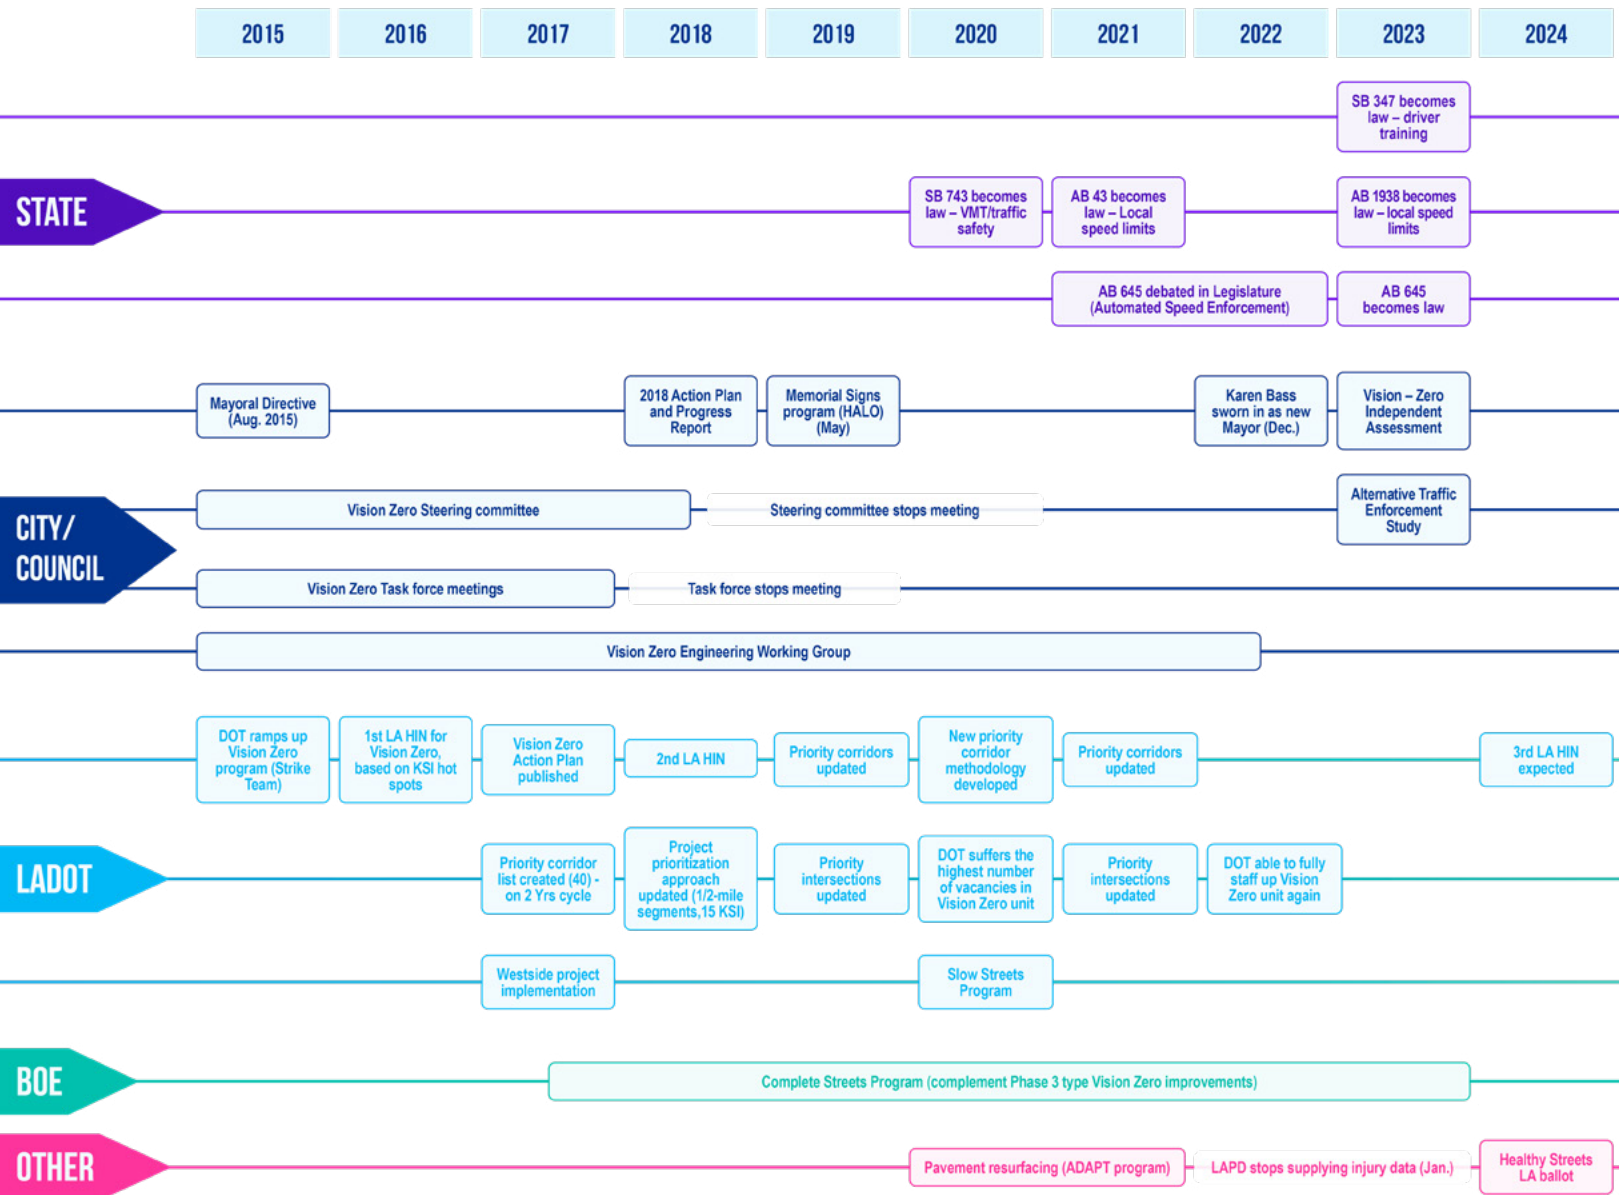 2015 2016 2017 2018 2019 2020 2021 2022 2023 2024
SB 347 becomes
law – driver
training
STATE
SB 743 becomes
law – VMT/traffic
safety
AB 43 becomes
law – Local
speed limits
AB 1938 becomes
law – local speed
limits
AB 645 debated in Legislature
(Automated Speed Enforcement)
AB 645
becomes law
Mayoral Directive
(Aug. 2015)
2018 Action Plan
and Progress
Report
Memorial Signs
program (HALO)
(May)
Karen Bass
sworn in as new
Mayor (Dec.)
Vision – Zero
Independent
Assessment
CITY/
COUNCIL
Vision Zero Steering committee
Steering committee stops meeting
Alternative Traffic
Enforcement
Study
Vision Zero Task force meetings
Task force stops meeting
Vision Zero Engineering Working Group
DOT ramps up
Vision Zero
program (Strike
Team)
1st LA HIN for
Vision Zero,
based on KSI hot
spots
Vision Zero
Action Plan
published
2nd LA HIN
Priority corridors
updated
New priority
corridor
methodology
developed
Priority corridors
updated
3rd LA HIN
expected
LADOT
Priority corridor
list created (40) -
on 2 Yrs cycle
Project
prioritization
approach
updated (1/2-mile
segments,15 KSI)
Priority
intersections
updated
DOT suffers the
highest number
of vacancies in
Vision Zero unit
Priority
intersections
updated
DOT able to fully
staff up Vision
Zero unit again
Westside project
implementation
Slow Streets
Program
BOE
Complete Streets Program (complement Phase 3 type Vision Zero improvements)
OTHER
Pavement resurfacing (ADAPT program)
LAPD stops supplying injury data (Jan.)
Healthy Streets
LA ballot